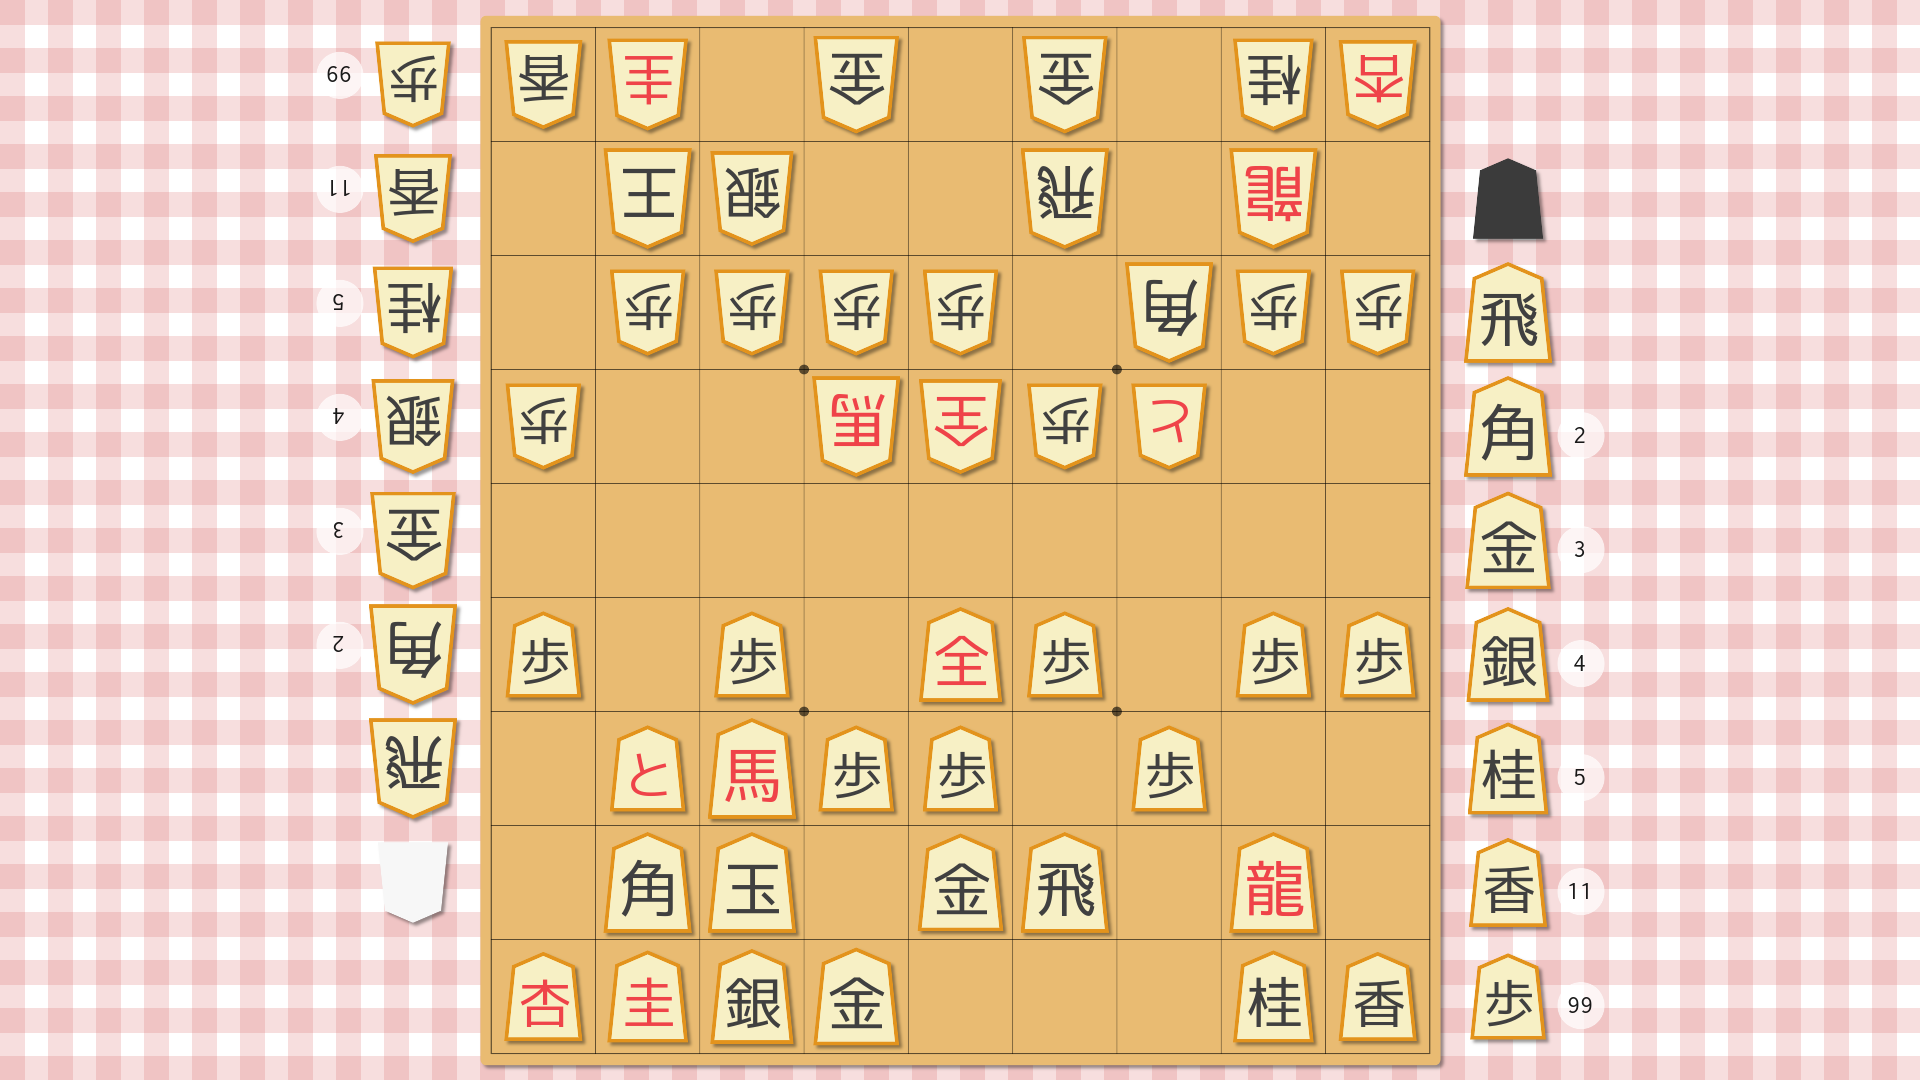 99 歩 香 圭 金 金 桂 杏
11 香 王 銀 飛 龍
5 桂 歩 歩 歩 歩 角 歩 歩 飛
4 銀 歩 馬 全 歩 と 角 2
3 金 金 3
2 角 歩 歩 全 歩 歩 歩 銀 4
飛 と 馬 歩 歩 歩 桂 5
角 玉 金 飛 龍 香 11
杏 圭 銀 金 桂 香 歩 99